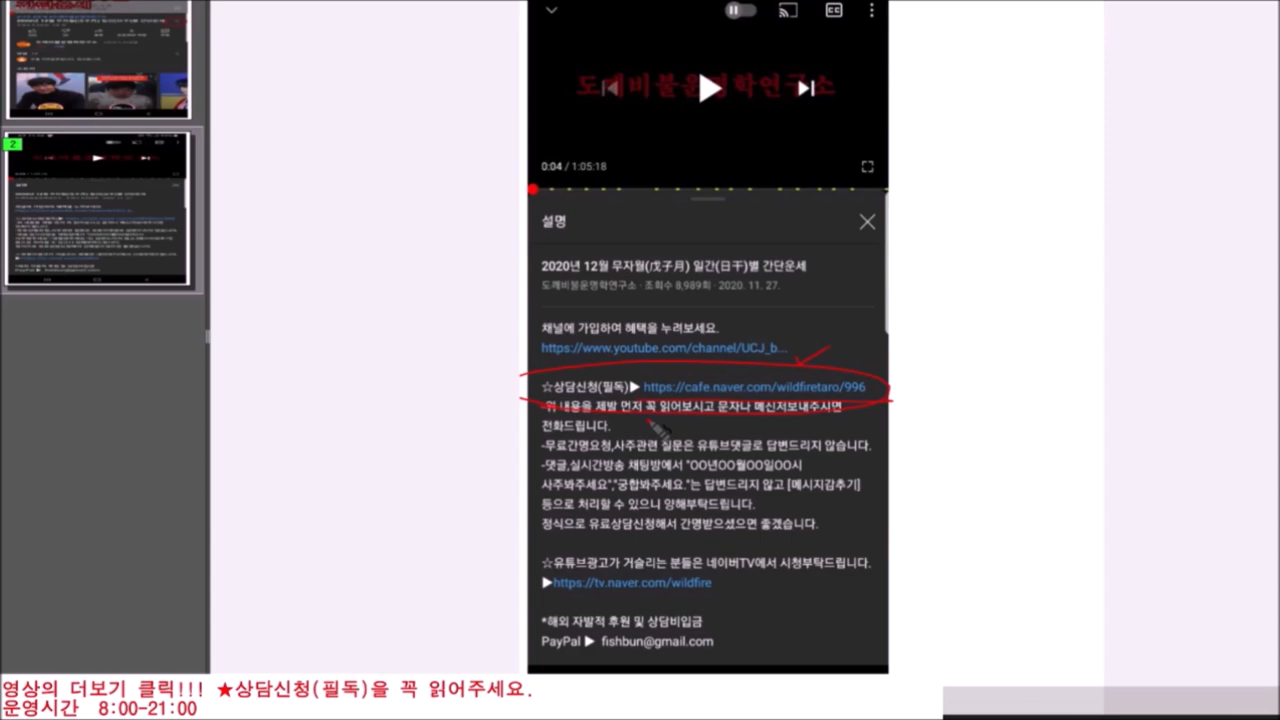 2
도깨비불운명학연구소
0:04 / 1:05:18
설명
2020년 12월 무자월(戊子月) 일간(日干)별 간단운세
도깨비불운명학연구소 · 조회수 8,989회 · 2020. 11. 27.
채널에 가입하여 혜택을 누려보세요.
https://www.youtube.com/channel/UCJ_b...
☆상담신청(필독)▶ https://cafe.naver.com/wildfiretaro/996
-위 내용을 제발 먼저 꼭 읽어보시고 문자나 메신저보내주시면
전화드립니다.
-무료간명요청,사주관련 질문은 유튜브댓글로 답변드리지 않습니다.
-댓글,실시간방송 채팅방에서 "OO년OO월OO일OO시
사주봐주세요","궁합봐주세요."는 답변드리지 않고 [메시지감추기]
등으로 처리할 수 있으니 양해부탁드립니다.
정식으로 유료상담신청해서 간명받으셨으면 좋겠습니다.
☆유튜브광고가 거슬리는 분들은 네이버TV에서 시청부탁드립니다.
▶https://tv.naver.com/wildfire
*해외 자발적 후원 및 상담비입금
PayPal ▶ fishbun@gmail.com
영상의 더보기 클릭!!! ★상담신청(필독)을 꼭 읽어주세요.
운영시간 8:00-21:00